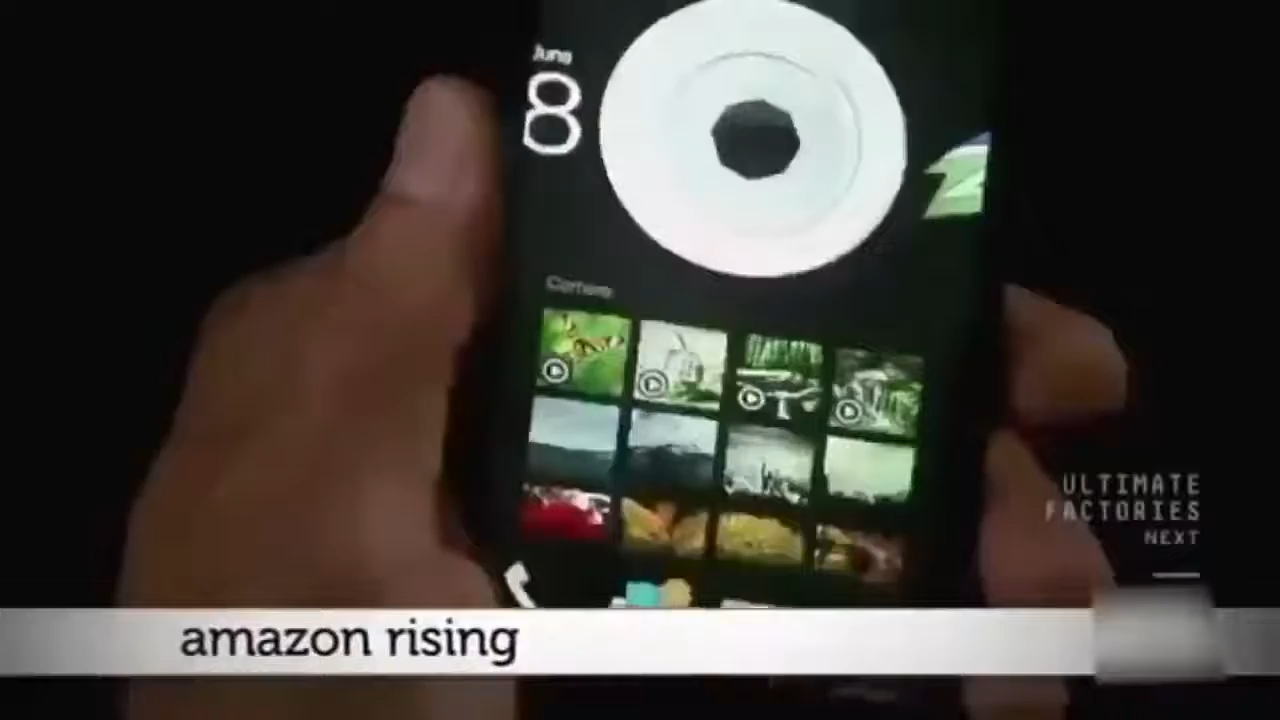 June
8
Camera
ULTIMATE
FACTORIES
NEXT
amazon rising